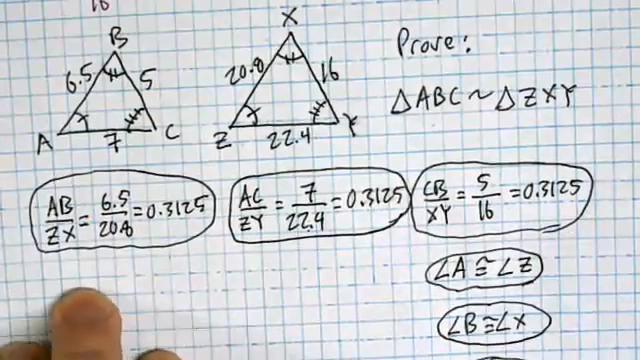 16
B
X
Prove:
6.5
5
20.8
16
△ABC ~ △ZXY
A
7
C
Z
22.4
Y
AB/ZX = 6.5/20.8 = 0.3125
AC/ZY = 7/22.4 = 0.3125
CB/XY = 5/16 = 0.3125
∠A ≅ ∠Z
∠B ≅ ∠X